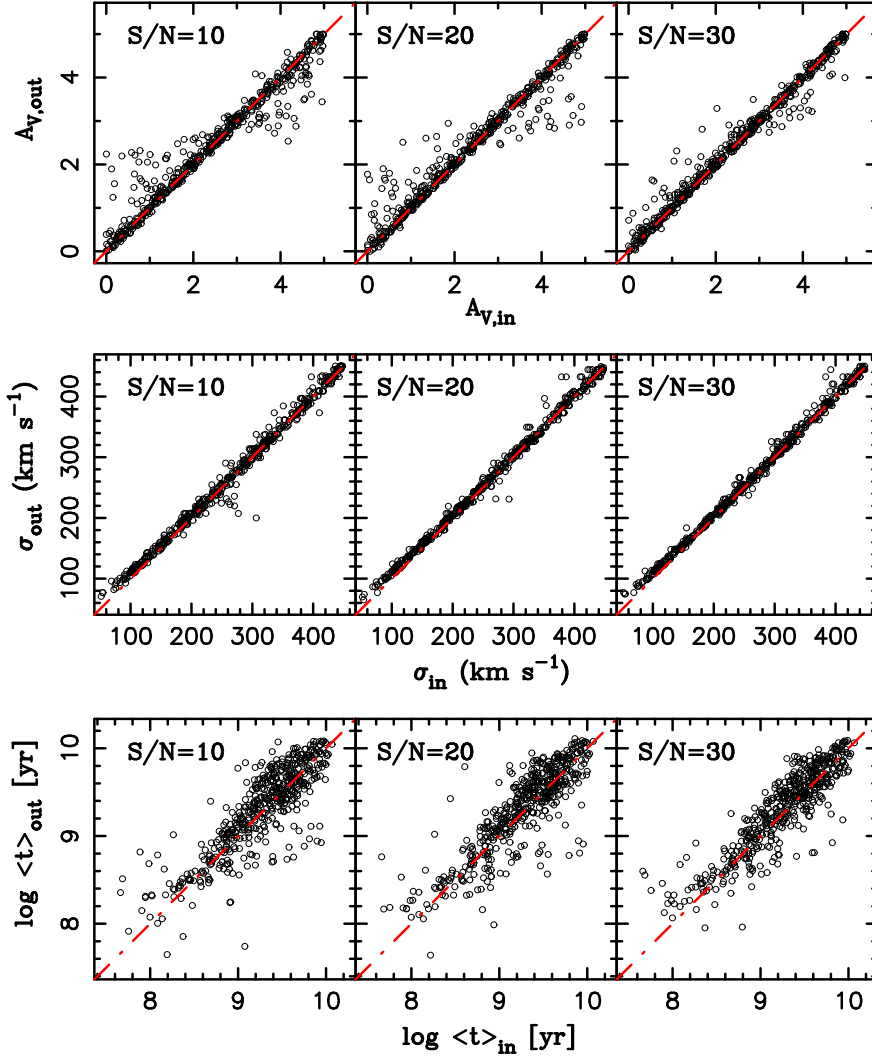 S/N=10 S/N=20 S/N=30
A_V,out
4
2
0
0 2 4 0 2 4 0 2 4
A_V,in
S/N=10 S/N=20 S/N=30
σ_out (km s⁻¹)
400
300
200
100
100 200 300 400 100 200 300 400 100 200 300 400
σ_in (km s⁻¹)
S/N=10 S/N=20 S/N=30
log <t>_out [yr]
10
9
8
8 9 10 8 9 10 8 9 10
log <t>_in [yr]